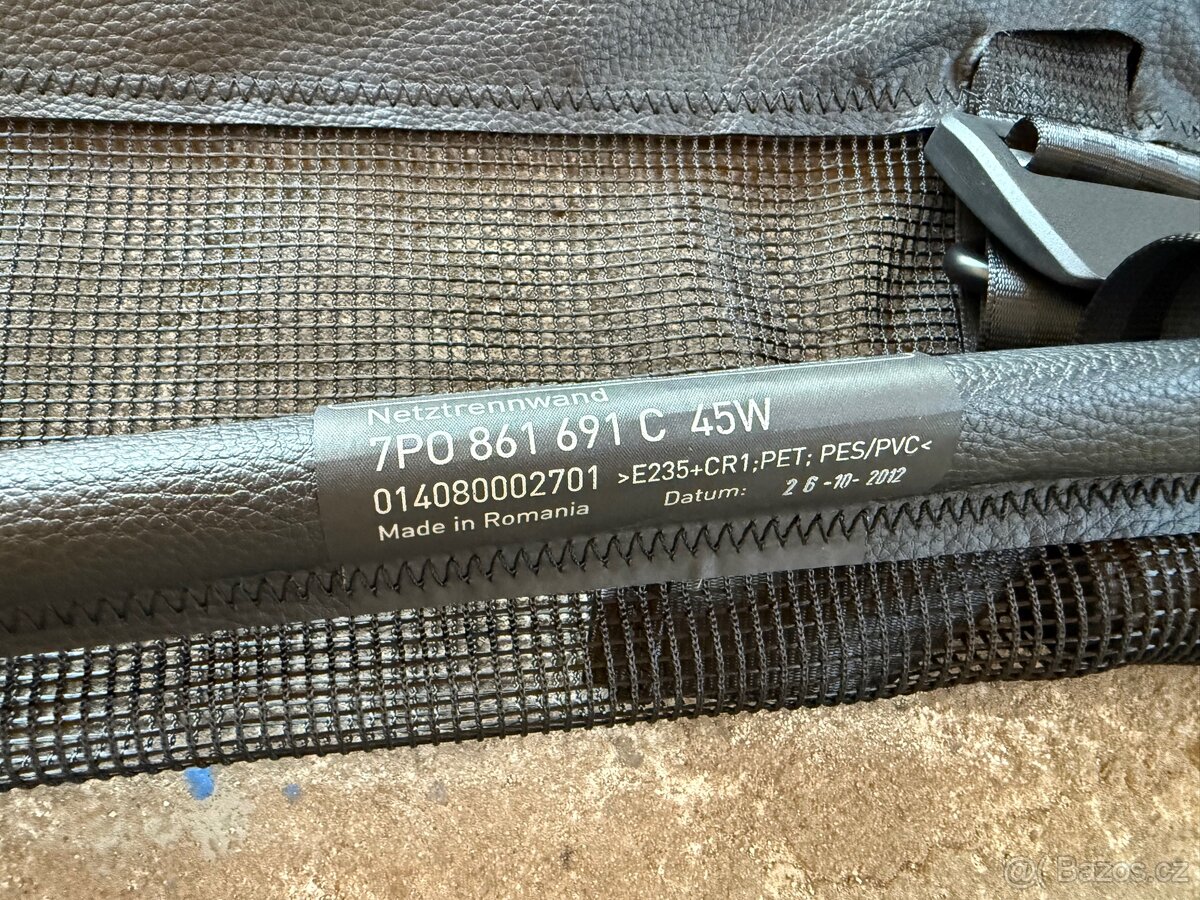 Netztrennwand
7P0 861 691 C 45W
014080002701 >E235+CR1;PET; PES/PVC<
Made in Romania Datum: 26-10-2012
@( Bazos.cz